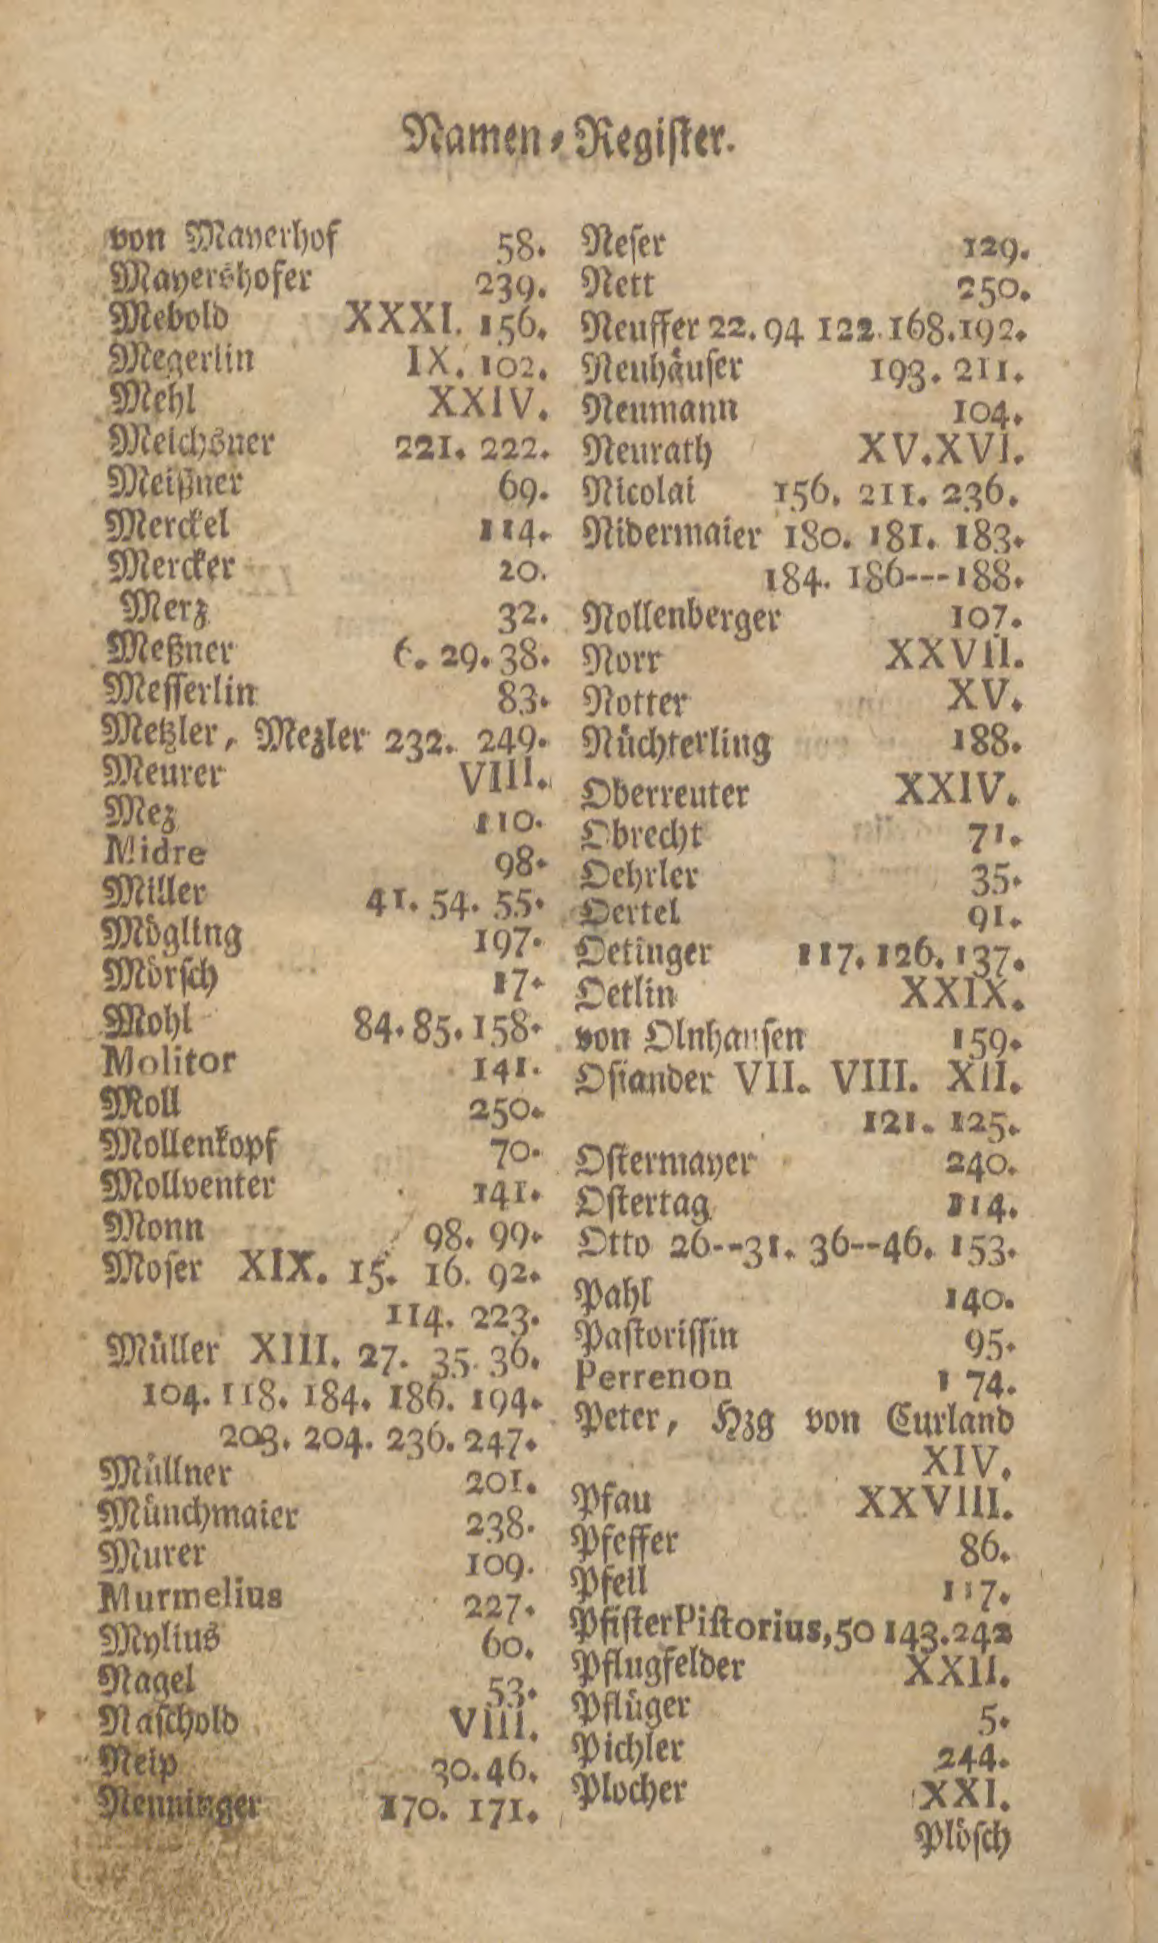 Namen-Register.
von Mayerhof 58.
Mayershofer 239.
Mebold XXXI. 156.
Megerlin IX. 102.
Mehl XXIV.
Meichsner 221. 222.
Meißner 69.
Merckel 114.
Mercker 20.
Merz 32.
Meßner 6. 29. 38.
Messerlin 83.
Metzler, Mezler 232. 249.
Meurer VIII.
Mez 110.
Midre 98.
Miller 41. 54. 55.
Mögling 197.
Mörsch 17.
Mohl 84. 85. 158.
Molitor 141.
Moll 250.
Mollenkopf 70.
Mollventer 141.
Monn 98. 99.
Moser XIX. 15. 16. 92.
114. 223.
Müller XIII. 27. 35. 36.
104. 118. 184. 186. 194.
203. 204. 236. 247.
Müllner 201.
Münchmaier 238.
Murer 109.
Murmelius 227.
Mylius 60.
Nagel 53.
Naschold VIII.
Neip 30. 46.
Nenninger 170. 171.
Neser 129.
Nett 250.
Neuffer 22. 94 122. 168. 192.
Neuhäuser 193. 211.
Neumann 104.
Neurath XV. XVI.
Nicolai 156. 211. 236.
Nidermaier 180. 181. 183.
184. 186---188.
Nollenberger 107.
Norr XXVII.
Notter XV.
Nüchterling 188.
Oberreuter XXIV.
Obrecht 71.
Oehrler 35.
Oertel 91.
Oetinger 117. 126. 137.
Oetlin XXIX.
von Olnhausen 159.
Osiander VII. VIII. XII.
121. 125.
Ostermayer 240.
Ostertag 114.
Otto 26--31. 36--46. 153.
Pahl 140.
Pastorissin 95.
Perrenon 174.
Peter, Hzg von Curland
XIV.
Pfau XXVIII.
Pfeffer 86.
Pfeil 117.
Pfister Pistorius, 50 143. 242
Pflugfelder XXII.
Pflüger 5.
Pichler 244.
Plocher XXI.
Plösch